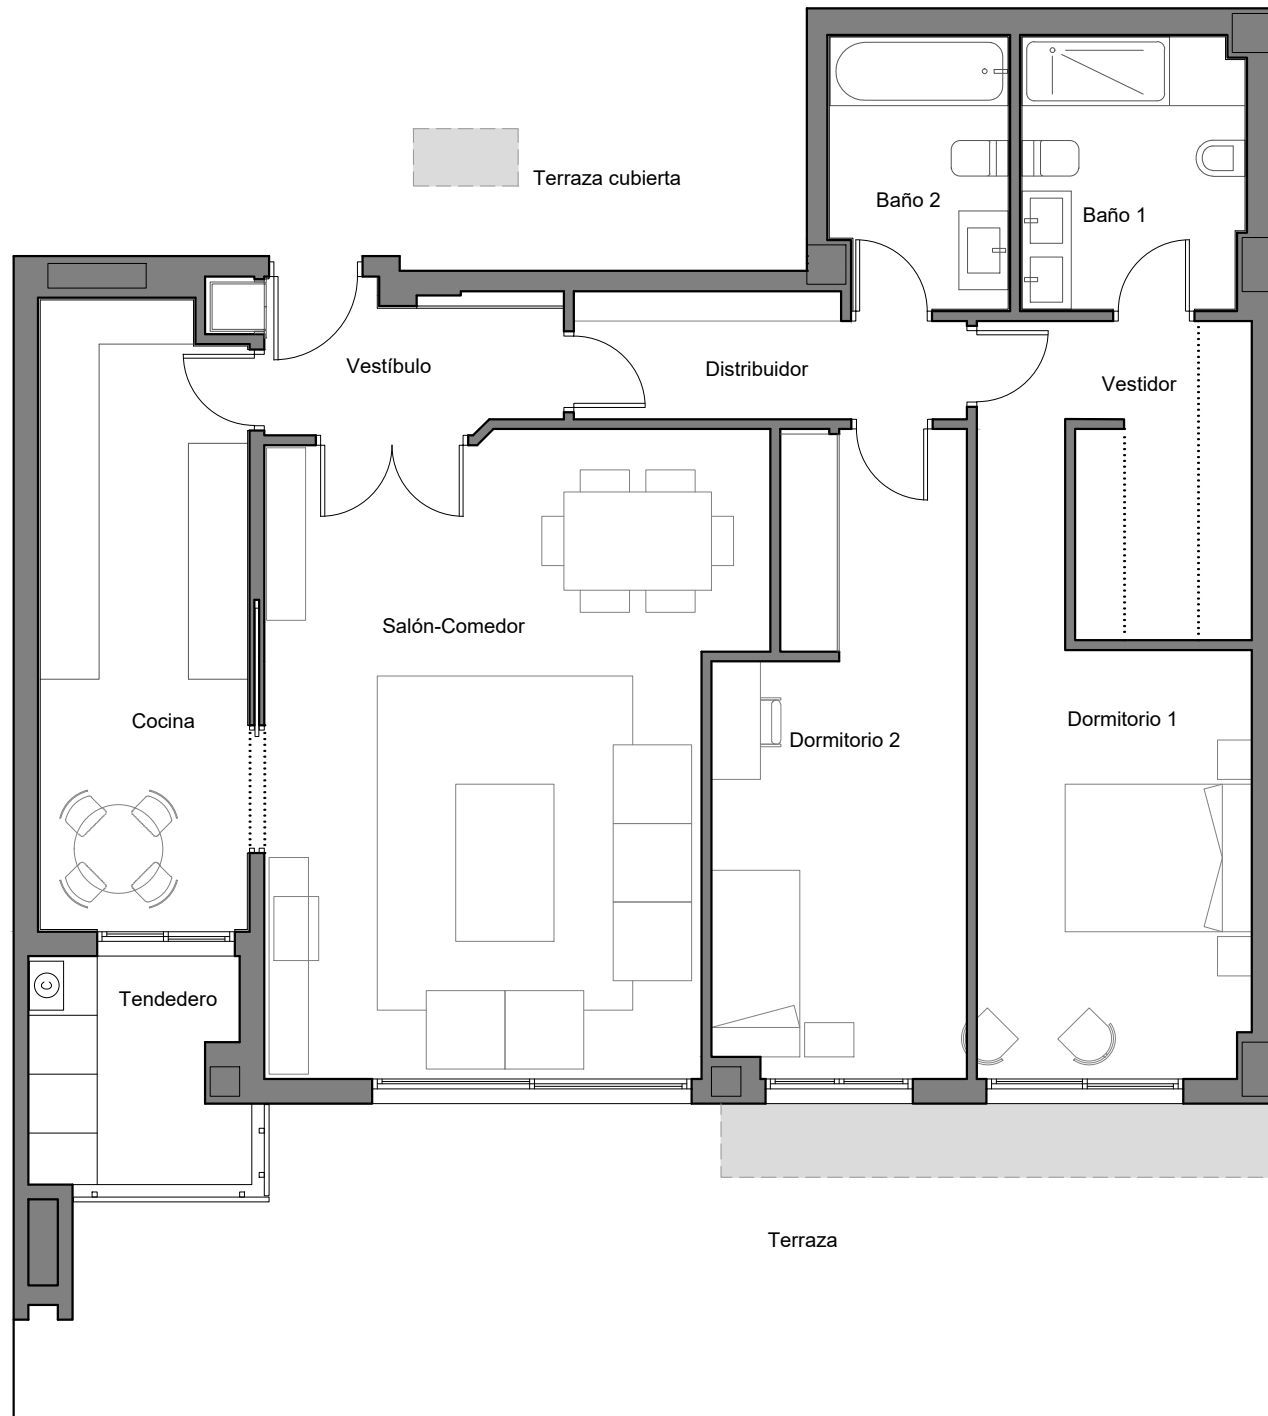 Terraza cubierta
Baño 2
Baño 1
Vestíbulo
Distribuidor
Vestidor
Salón-Comedor
Cocina
Dormitorio 2
Dormitorio 1
Tendedero
C
Terraza